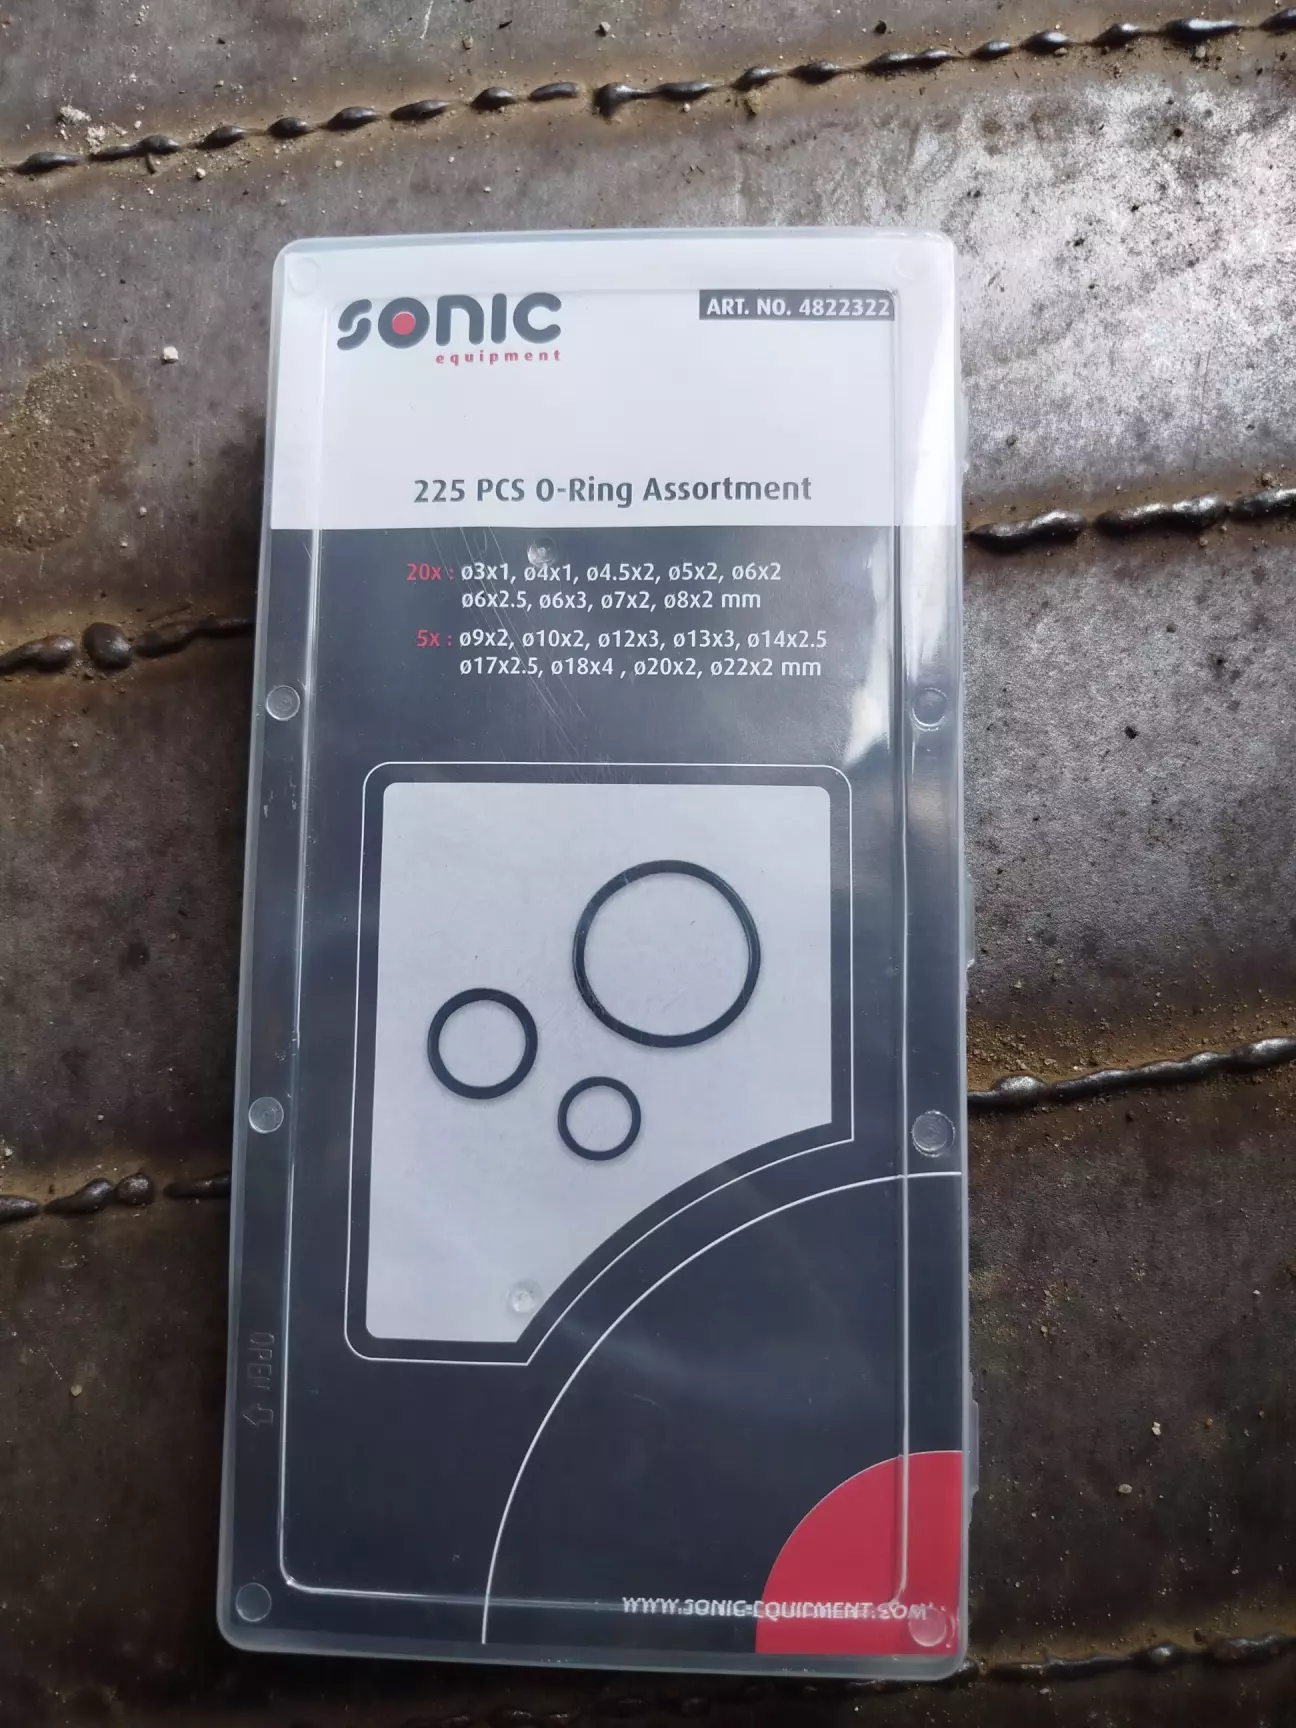 SONIC
equipment
ART. NO. 4822322
225 PCS O-Ring Assortment
20x : ø3x1, ø4x1, ø4.5x2, ø5x2, ø6x2
ø6x2.5, ø6x3, ø7x2, ø8x2 mm
5x : ø9x2, ø10x2, ø12x3, ø13x3, ø14x2.5
ø17x2.5, ø18x4 , ø20x2, ø22x2 mm
OPEN
WWW.SONIC-EQUIPMENT.COM